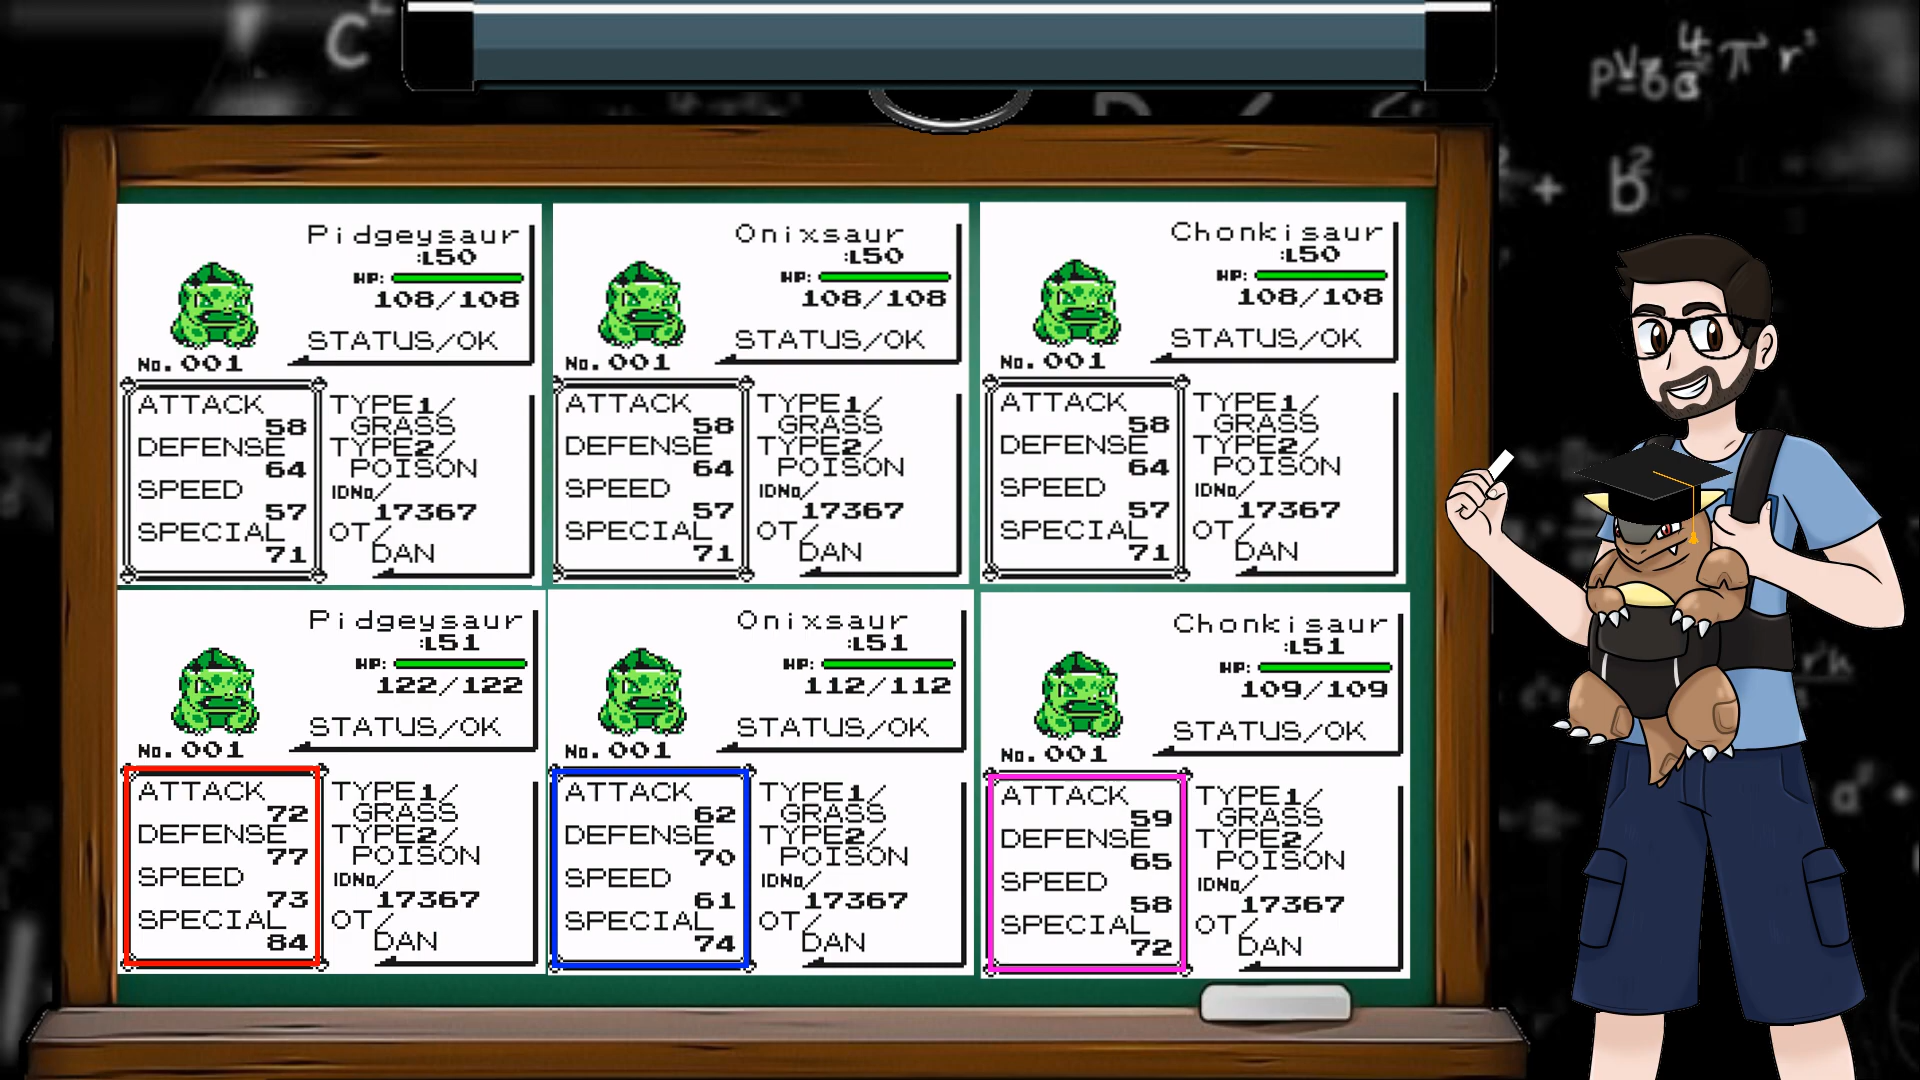 C²
P V=6 4/3 π r³
+ b²
Pidgeysaur
:L50
HP:
108/108
STATUS/OK
No.001
ATTACK
58
DEFENSE
64
SPEED
57
SPECIAL
71
TYPE1/
GRASS
TYPE2/
POISON
IDNo/
17367
OT/
DAN
Onixsaur
:L50
HP:
108/108
STATUS/OK
No.001
ATTACK
58
DEFENSE
64
SPEED
57
SPECIAL
71
TYPE1/
GRASS
TYPE2/
POISON
IDNo/
17367
OT/
DAN
Chonkisaur
:L50
HP:
108/108
STATUS/OK
No.001
ATTACK
58
DEFENSE
64
SPEED
57
SPECIAL
71
TYPE1/
GRASS
TYPE2/
POISON
IDNo/
17367
OT/
DAN
Pidgeysaur
:L51
HP:
122/122
STATUS/OK
No.001
ATTACK
72
DEFENSE
77
SPEED
73
SPECIAL
84
TYPE1/
GRASS
TYPE2/
POISON
IDNo/
17367
OT/
DAN
Onixsaur
:L51
HP:
112/112
STATUS/OK
No.001
ATTACK
62
DEFENSE
70
SPEED
61
SPECIAL
74
TYPE1/
GRASS
TYPE2/
POISON
IDNo/
17367
OT/
DAN
Chonkisaur
:L51
HP:
109/109
STATUS/OK
No.001
ATTACK
59
DEFENSE
65
SPEED
58
SPECIAL
72
TYPE1/
GRASS
TYPE2/
POISON
IDNo/
17367
OT/
DAN
a² +